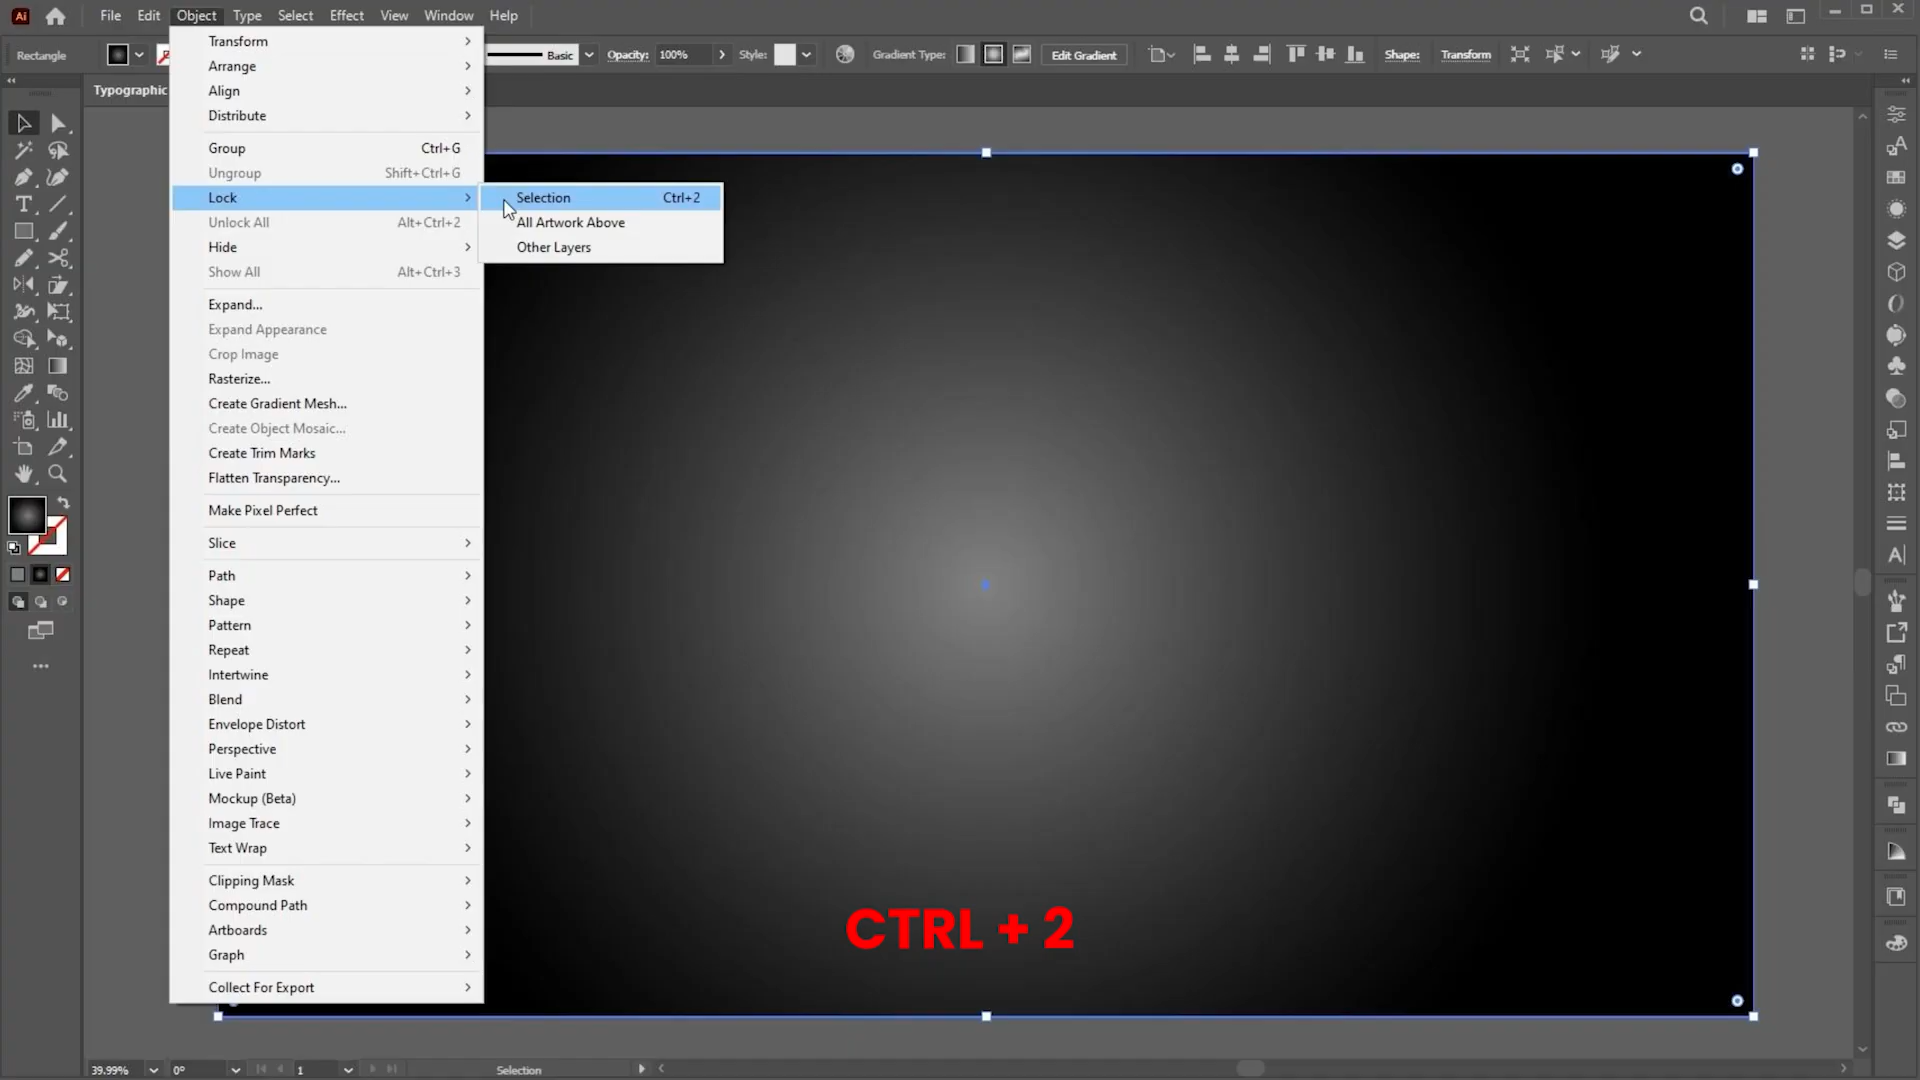 Ai
File Edit Object Type Select Effect View Window Help
Rectangle
Basic Opacity: 100% Style: Gradient Type: Edit Gradient Shape: Transform
Typographic
Transform
Arrange
Align
Distribute
Group Ctrl+G
Ungroup Shift+Ctrl+G
Lock
Selection Ctrl+2
Unlock All Alt+Ctrl+2
All Artwork Above
Hide
Other Layers
Show All Alt+Ctrl+3
Expand...
Expand Appearance
Crop Image
Rasterize...
Create Gradient Mesh...
Create Object Mosaic...
Create Trim Marks
Flatten Transparency...
Make Pixel Perfect
Slice
Path
Shape
Pattern
Repeat
Intertwine
Blend
Envelope Distort
Perspective
Live Paint
Mockup (Beta)
Image Trace
Text Wrap
Clipping Mask
Compound Path
Artboards
Graph
Collect For Export
CTRL + 2
39.99% 0° 1 Selection